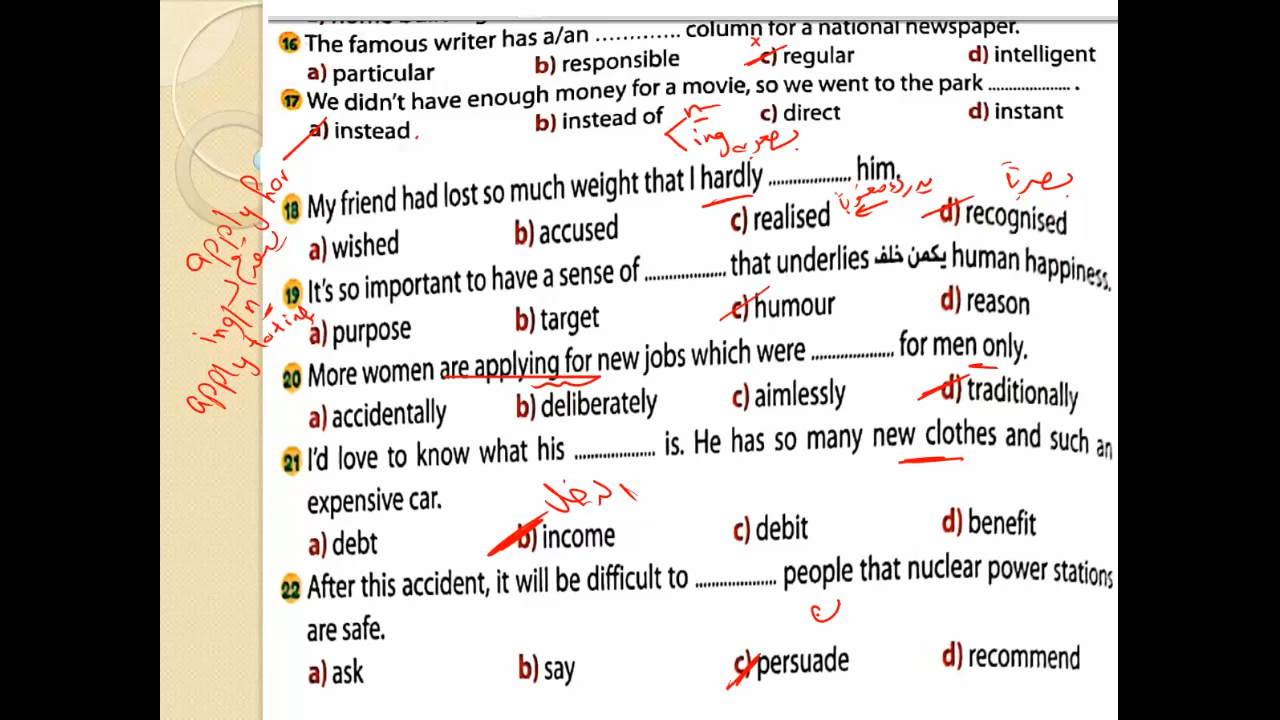 16 The famous writer has a/an ............. column for a national newspaper.
a) particular b) responsible c) regular d) intelligent
x
17 We didn't have enough money for a movie, so we went to the park .................... .
a) instead . b) instead of c) direct d) instant
n
ing
18 My friend had lost so much weight that I hardly .................... him.
a) wished b) accused c) realised d) recognised
19 It's so important to have a sense of .................... that underlies يكمن خلف human happiness.
a) purpose b) target c) humour d) reason
20 More women are applying for new jobs which were .................... for men only.
a) accidentally b) deliberately c) aimlessly d) traditionally
21 I'd love to know what his .................... is. He has so many new clothes and such an
expensive car.
الدخل
a) debt b) income c) debit d) benefit
22 After this accident, it will be difficult to .................... people that nuclear power stations
are safe.
a) ask b) say c) persuade d) recommend
apply for
ing
n
apply to